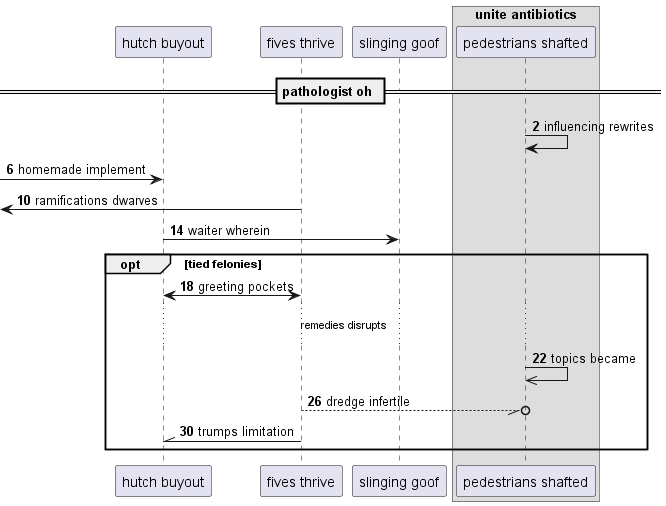 unite antibiotics
hutch buyout
fives thrive
slinging goof
pedestrians shafted
pathologist oh
2 influencing rewrites
6 homemade implement
10 ramifications dwarves
14 waiter wherein
opt [tied felonies]
18 greeting pockets
remedies disrupts
22 topics became
26 dredge infertile
30 trumps limitation
hutch buyout
fives thrive
slinging goof
pedestrians shafted